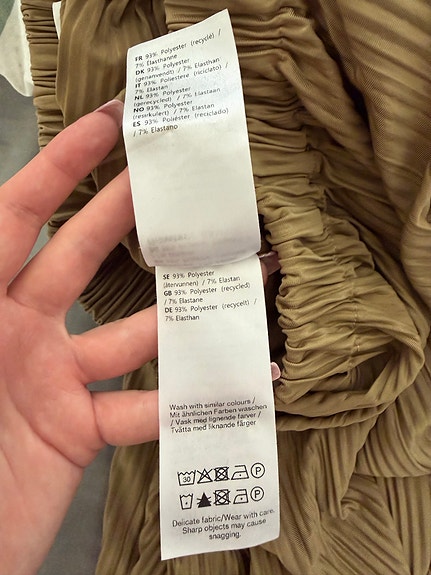 FR 93% Polyester (recyclé) /
7% Elasthanne
DK 93% Polyester
(genanvendt) / 7% Elasthan
IT 93% Poliestere (riciclato) /
7% Elastan
NL 93% Polyester
(gerecycled) / 7% Elastaan
NO 93% Polyester
(resirkulert) / 7% Elastan
ES 93% Poliéster (reciclado)
/ 7% Elastano
SE 93% Polyester
(återvunnen) / 7% Elastan
GB 93% Polyester (recycled)
/ 7% Elastane
DE 93% Polyester (recycelt) /
7% Elasthan
Wash with similar colours /
Mit ähnlichen Farben waschen
/ Vask med lignende farver /
Tvätta med liknande färger
30 P
P
Delicate fabric/Wear with care.
Sharp objects may cause
snagging.